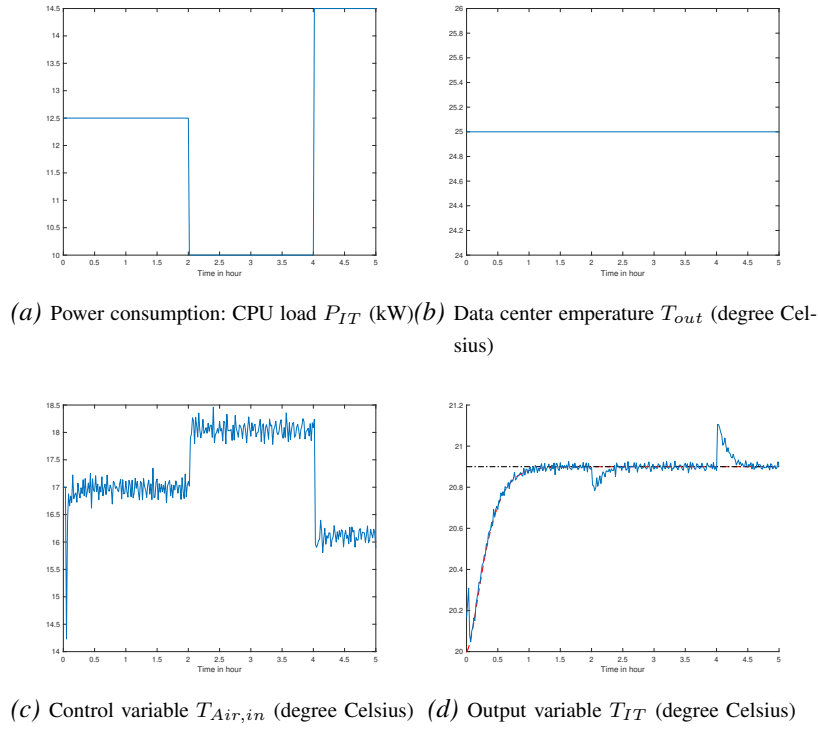 14.5
14
13.5
13
12.5
12
11.5
11
10.5
10
0 0.5 1 1.5 2 2.5 3 3.5 4 4.5 5
Time in hour
26
25.8
25.6
25.4
25.2
25
24.8
24.6
24.4
24.2
24
0 0.5 1 1.5 2 2.5 3 3.5 4 4.5 5
Time in hour
(a) Power consumption: CPU load P_{IT} (kW)
(b) Data center emperature T_{out} (degree Cel-
sius)
18.5
18
17.5
17
16.5
16
15.5
15
14.5
14
0 0.5 1 1.5 2 2.5 3 3.5 4 4.5 5
Time in hour
21.2
21
20.8
20.6
20.4
20.2
20
0 0.5 1 1.5 2 2.5 3 3.5 4 4.5 5
Time in hour
(c) Control variable T_{Air,in} (degree Celsius)
(d) Output variable T_{IT} (degree Celsius)